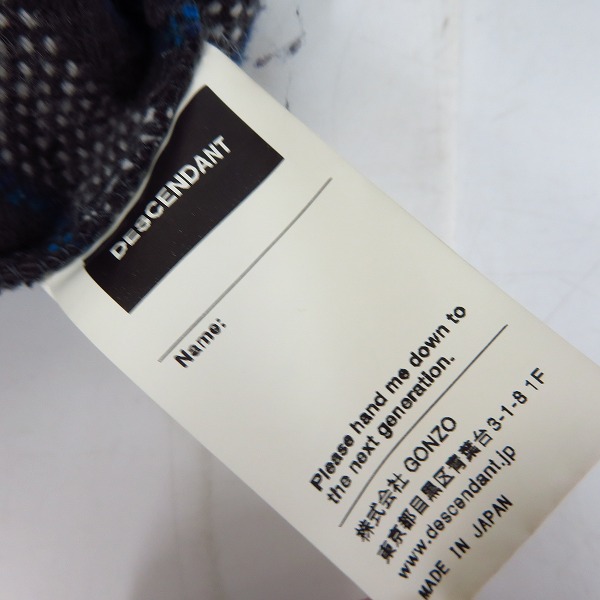 DESCENDANT
Name:
Please hand me down to
the next generation.
株式会社 GONZO
東京都目黒区青葉台3-1-8 1F
www.descendant.jp
MADE IN JAPAN